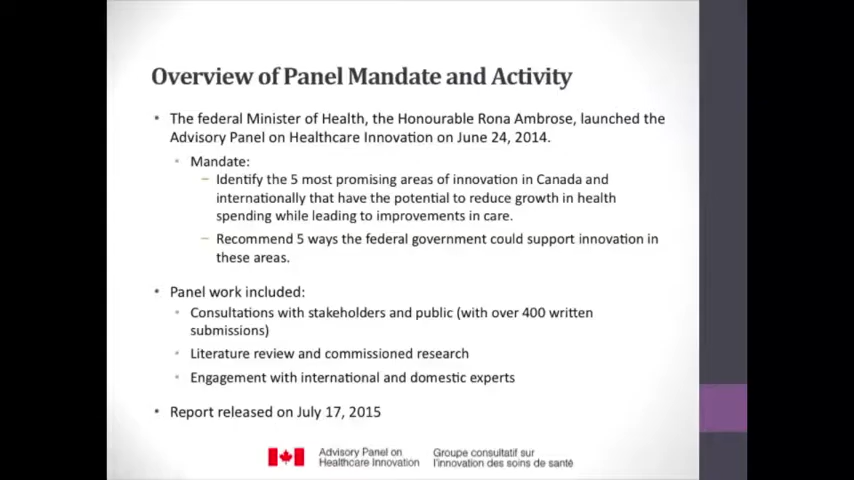 Overview of Panel Mandate and Activity
• The federal Minister of Health, the Honourable Rona Ambrose, launched the
Advisory Panel on Healthcare Innovation on June 24, 2014.
• Mandate:
– Identify the 5 most promising areas of innovation in Canada and
internationally that have the potential to reduce growth in health
spending while leading to improvements in care.
– Recommend 5 ways the federal government could support innovation in
these areas.
• Panel work included:
• Consultations with stakeholders and public (with over 400 written
submissions)
• Literature review and commissioned research
• Engagement with international and domestic experts
• Report released on July 17, 2015
Advisory Panel on
Healthcare Innovation
Groupe consultatif sur
l'innovation des soins de santé